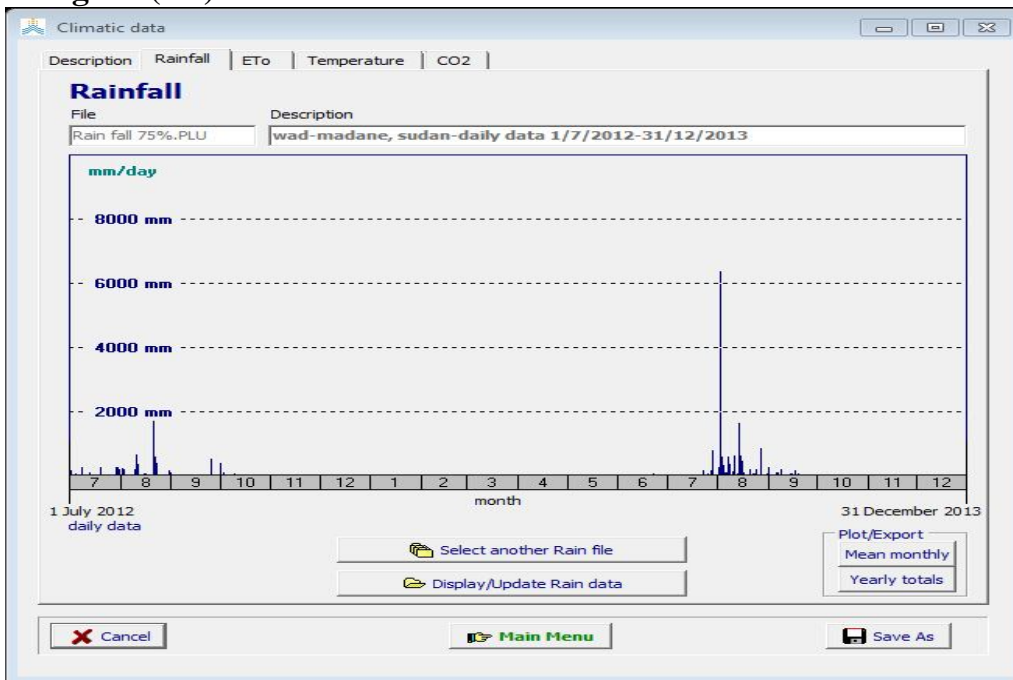 Climatic data
Description Rainfall ETo Temperature CO2
Rainfall
File Description
Rain fall 75%.PLU wad-madane, sudan-daily data 1/7/2012-31/12/2013
mm/day
8000 mm
6000 mm
4000 mm
2000 mm
7 8 9 10 11 12 1 2 3 4 5 6 7 8 9 10 11 12
month
1 July 2012 31 December 2013
daily data
Plot/Export
Select another Rain file Mean monthly
Display/Update Rain data Yearly totals
Cancel Main Menu Save As